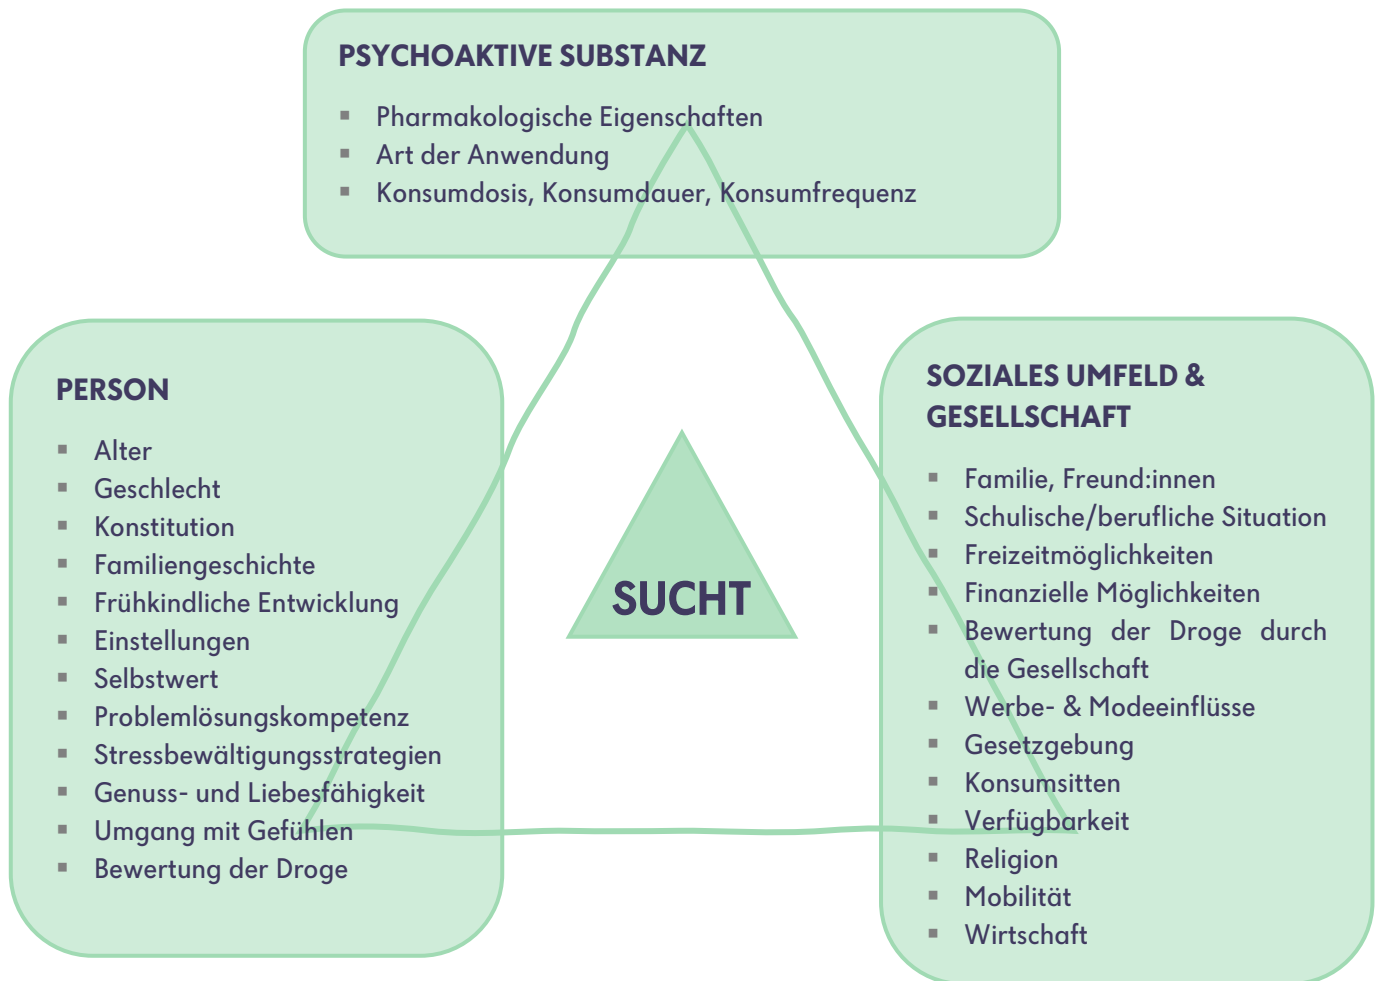 PSYCHOAKTIVE SUBSTANZ
▪ Pharmakologische Eigenschaften
▪ Art der Anwendung
▪ Konsumdosis, Konsumdauer, Konsumfrequenz
PERSON
▪ Alter
▪ Geschlecht
▪ Konstitution
▪ Familiengeschichte
▪ Frühkindliche Entwicklung
▪ Einstellungen
▪ Selbstwert
▪ Problemlösungskompetenz
▪ Stressbewältigungsstrategien
▪ Genuss- und Liebesfähigkeit
▪ Umgang mit Gefühlen
▪ Bewertung der Droge
SUCHT
SOZIALES UMFELD &
GESELLSCHAFT
▪ Familie, Freund:innen
▪ Schulische/berufliche Situation
▪ Freizeitmöglichkeiten
▪ Finanzielle Möglichkeiten
▪ Bewertung der Droge durch
die Gesellschaft
▪ Werbe- & Modeeinflüsse
▪ Gesetzgebung
▪ Konsumsitten
▪ Verfügbarkeit
▪ Religion
▪ Mobilität
▪ Wirtschaft